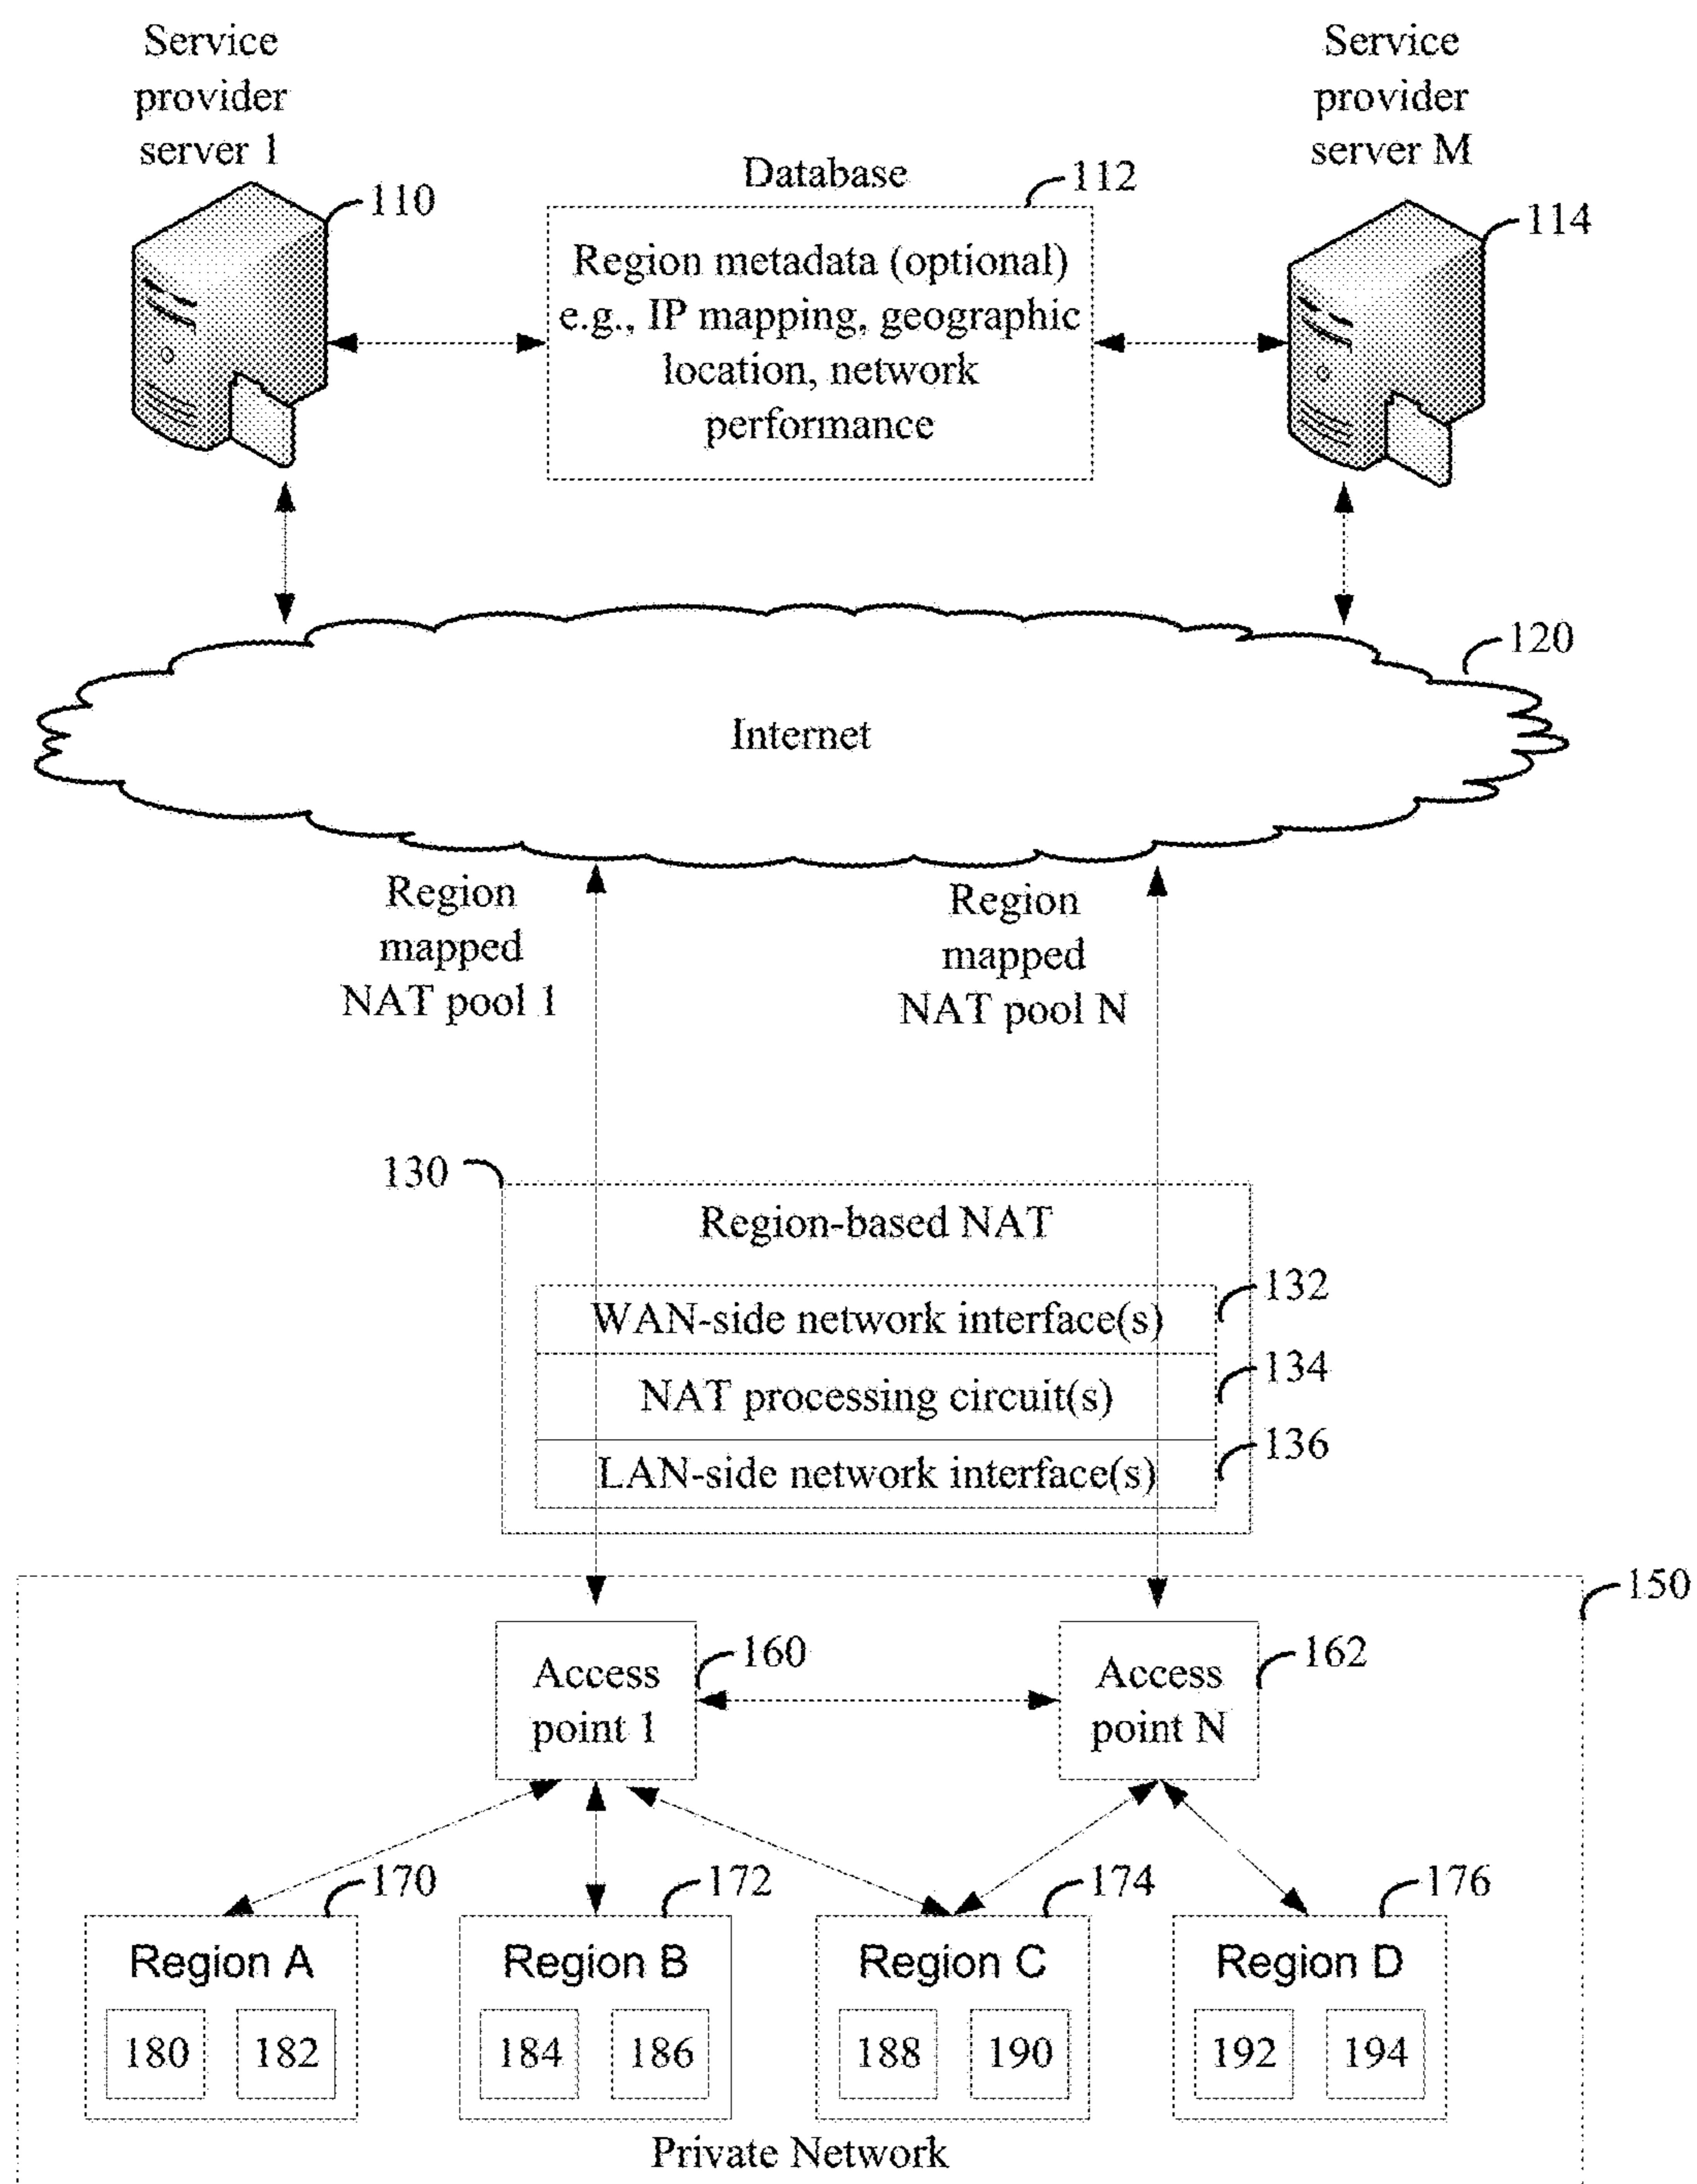 Service
provider
server 1
Service
provider
server M
110
Database
112
114
Region metadata (optional)
e.g., IP mapping, geographic
location, network
performance
120
Internet
Region
mapped
NAT pool 1
Region
mapped
NAT pool N
130
Region-based NAT
132
WAN-side network interface(s)
134
NAT processing circuit(s)
136
LAN-side network interface(s)
150
Access
point 1
160
Access
point N
162
170
172
174
176
Region A
Region B
Region C
Region D
180 182
184 186
188 190
192 194
Private Network